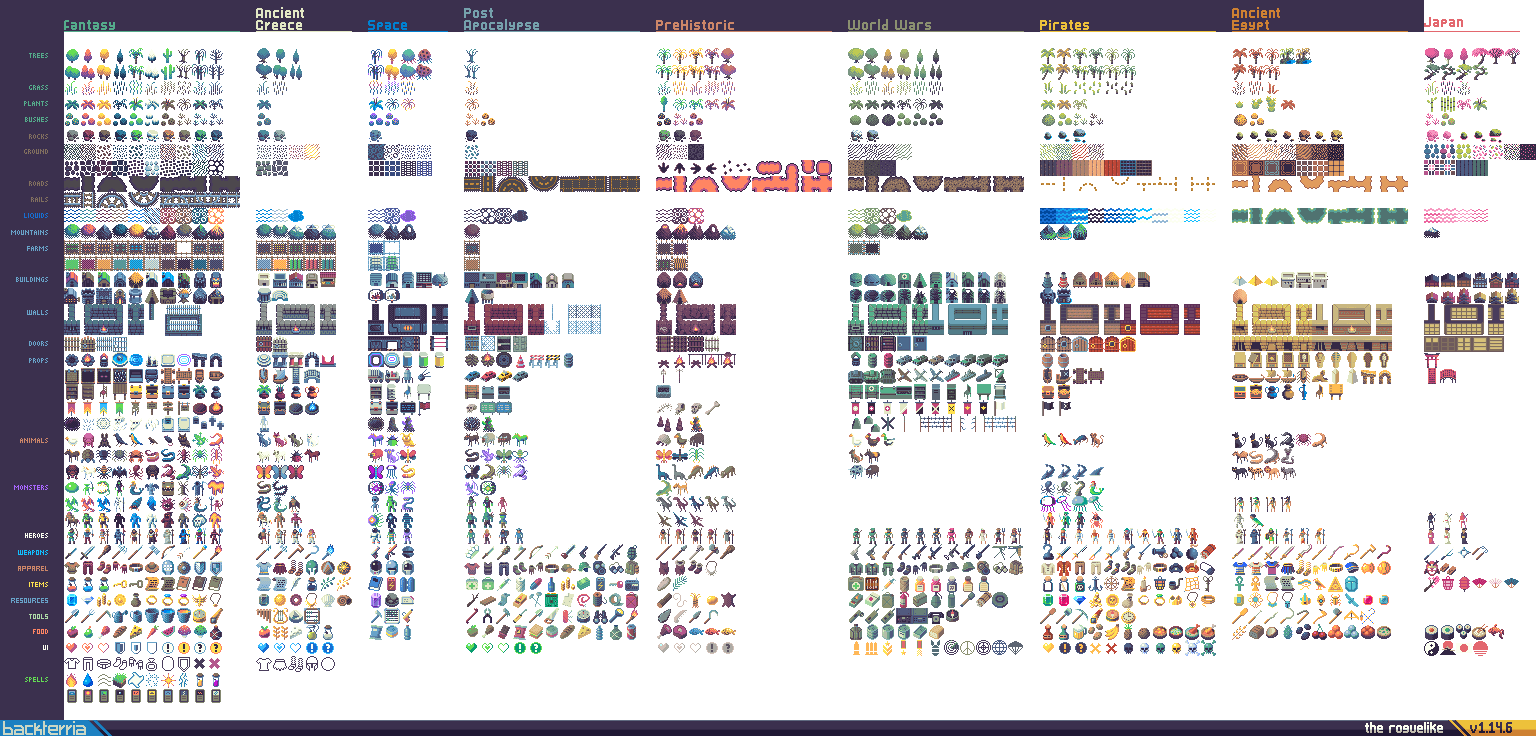 Fantasy
Ancient
Greece
Space
Post
Apocalypse
PreHistoric
World Wars
Pirates
Ancient
Egypt
Japan
TREES
GRASS
PLANTS
BUSHES
ROCKS
GROUND
ROADS
RAILS
LIQUIDS
MOUNTAINS
FARMS
BUILDINGS
WALLS
DOORS
PROPS
ANIMALS
MONSTERS
HEROES
WEAPONS
APPAREL
ITEMS
RESOURCES
TOOLS
FOOD
UI
SPELLS
backterria
the roguelike
v1.14.6